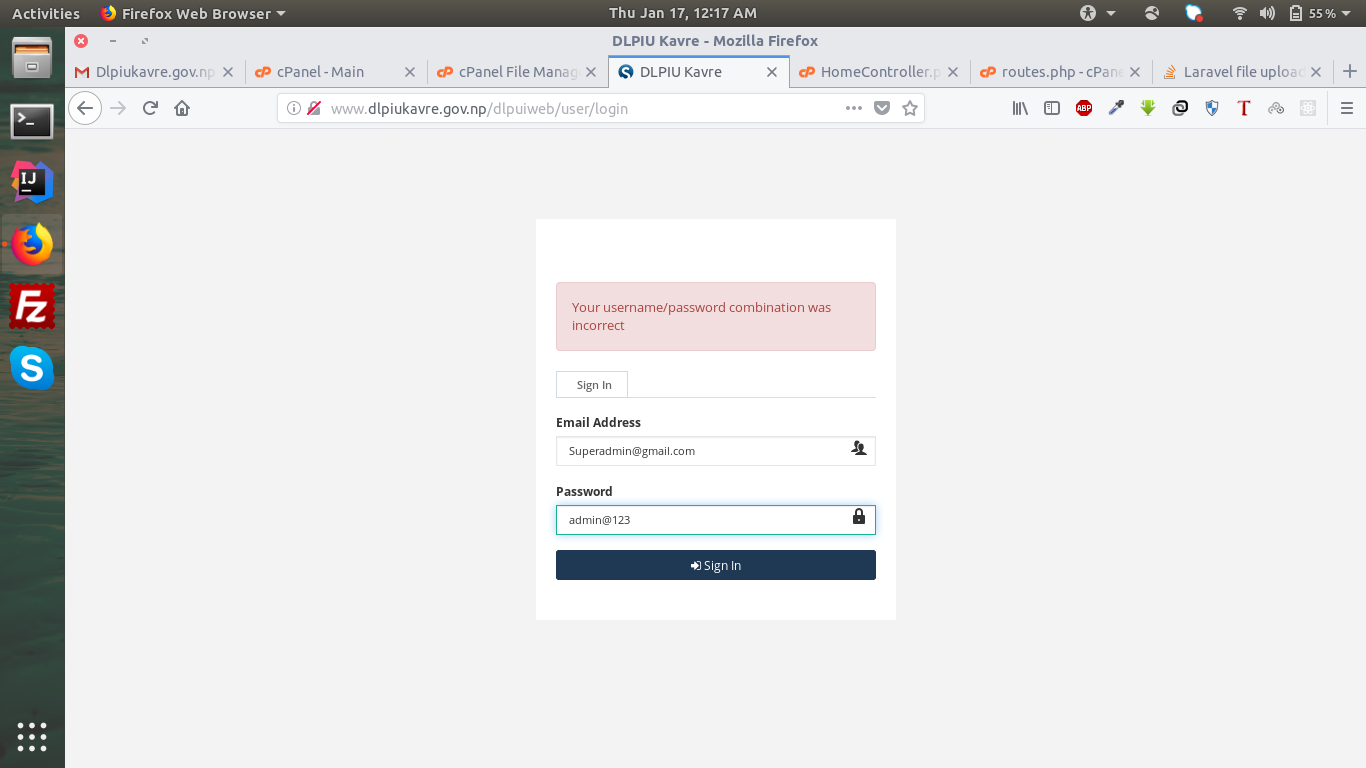 Activities
Firefox Web Browser
Thu Jan 17, 12:17 AM
55%
DLPIU Kavre - Mozilla Firefox
Dlpiukavre.gov.np
cPanel - Main
cPanel File Manag
DLPIU Kavre
HomeController.p
routes.php - cPane
Laravel file upload
www.dlpiukavre.gov.np/dlpuiweb/user/login
ABP
T
IJ
Fz
S
Your username/password combination was
incorrect
Sign In
Email Address
Superadmin@gmail.com
Password
admin@123
Sign In